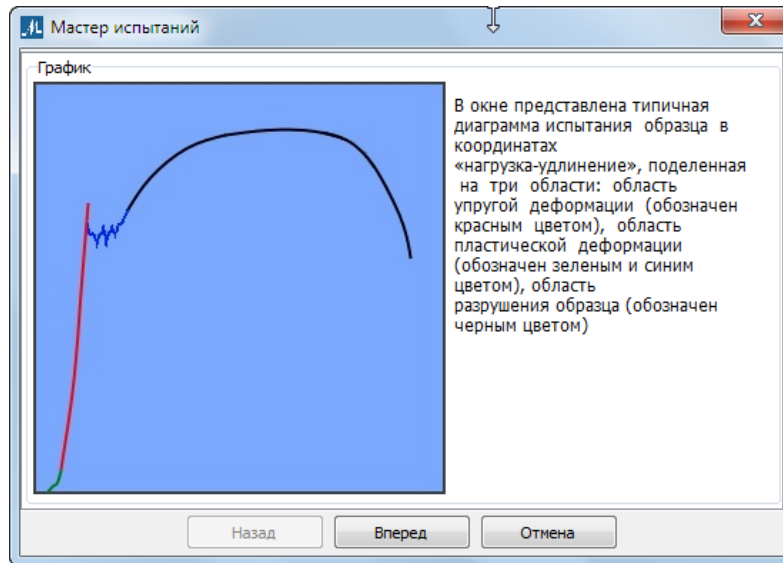 Мастер испытаний
График
В окне представлена типичная
диаграмма испытания образца в
координатах
«нагрузка-удлинение», поделенная
на три области: область
упругой деформации (обозначен
красным цветом), область
пластической деформации
(обозначен зеленым и синим
цветом), область
разрушения образца (обозначен
черным цветом)
Назад
Вперед
Отмена